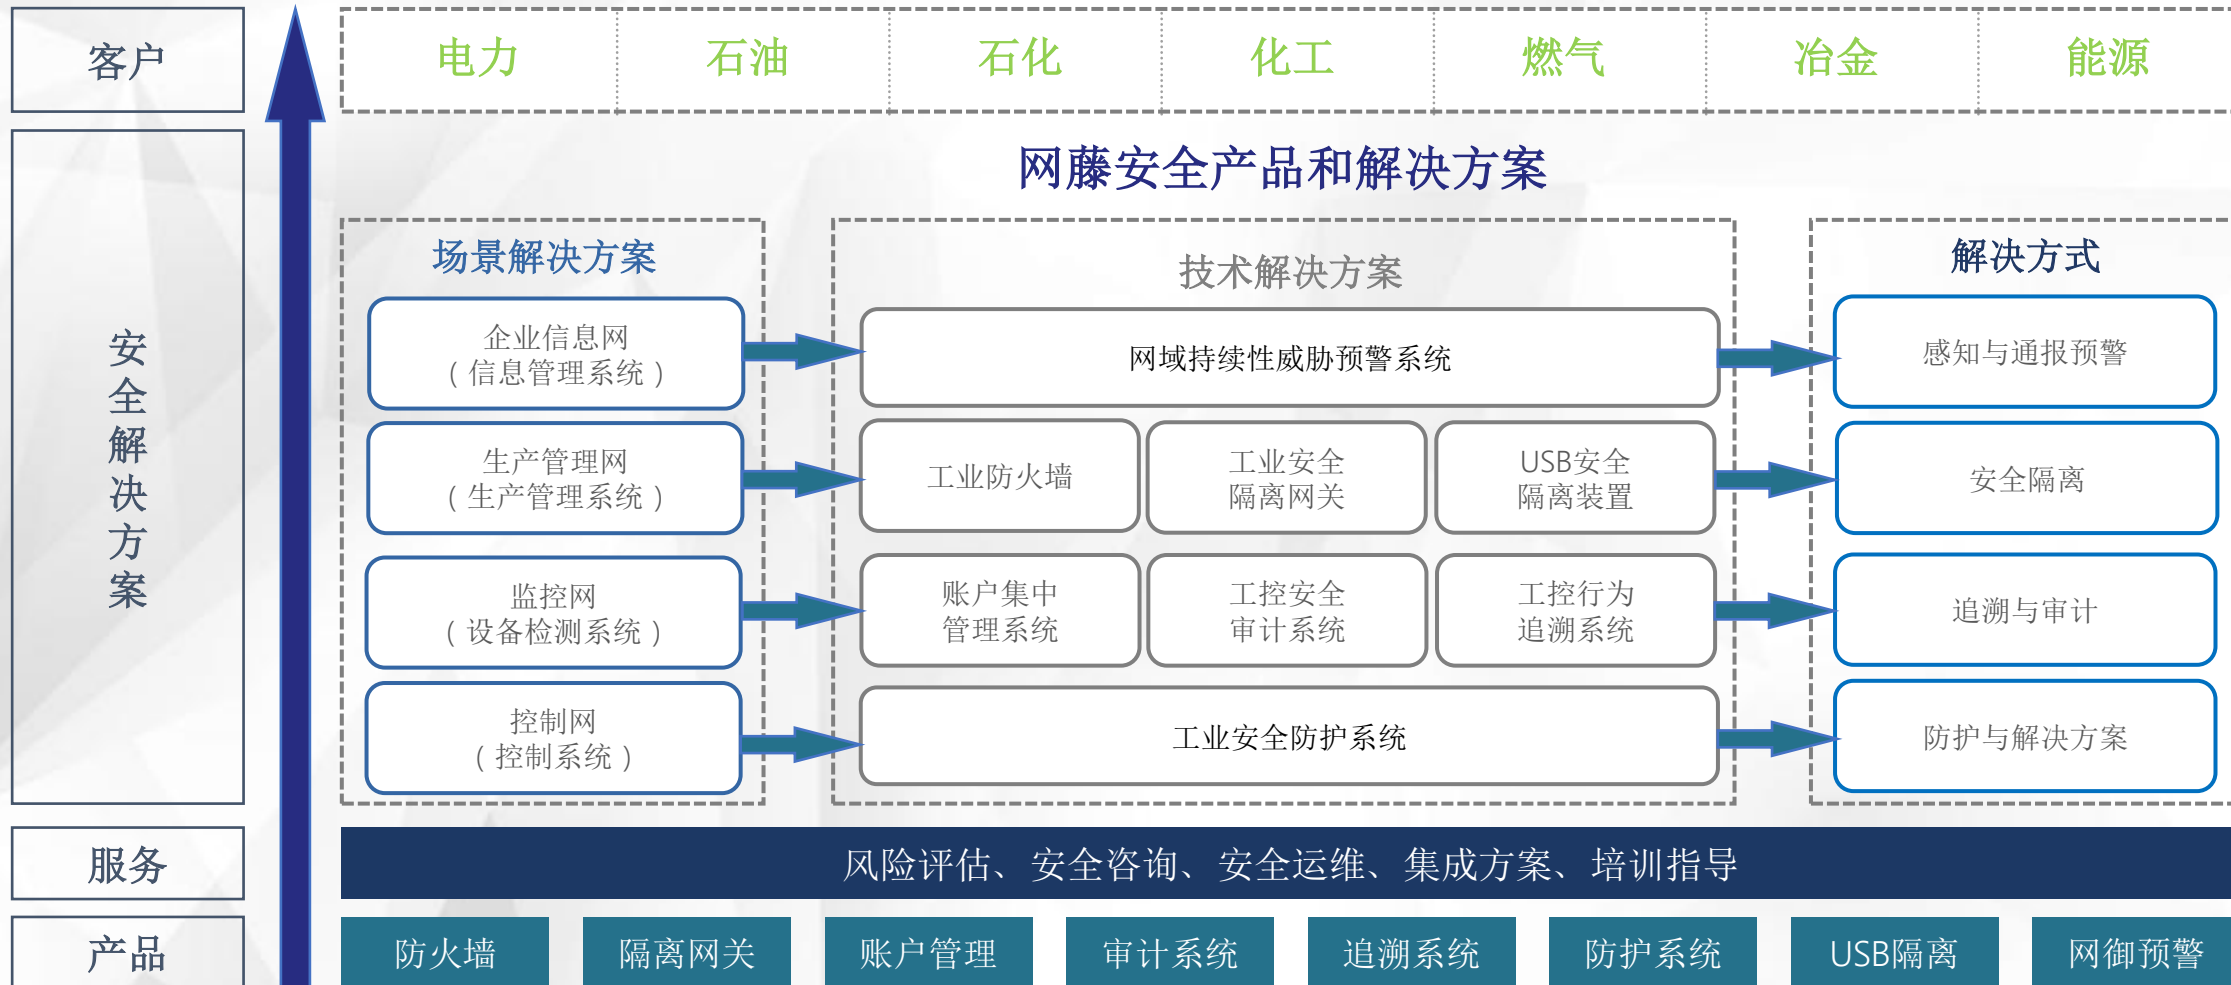 客户
电力
石油
石化
化工
燃气
冶金
能源
网藤安全产品和解决方案
安全解决方案
场景解决方案
技术解决方案
解决方式
企业信息网
（信息管理系统）
网域持续性威胁预警系统
感知与通报预警
生产管理网
（生产管理系统）
工业防火墙
工业安全
隔离网关
USB安全
隔离装置
安全隔离
监控网
（设备检测系统）
账户集中
管理系统
工控安全
审计系统
工控行为
追溯系统
追溯与审计
控制网
（控制系统）
工业安全防护系统
防护与解决方案
服务
风险评估、安全咨询、安全运维、集成方案、培训指导
产品
防火墙
隔离网关
账户管理
审计系统
追溯系统
防护系统
USB隔离
网御预警